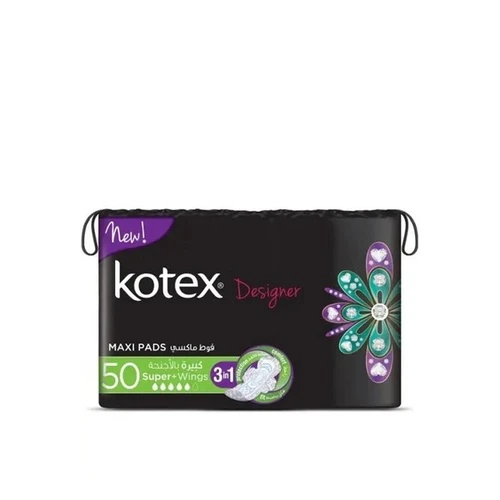 New!
kotex® Designer
MAXI PADS فوط ماكسي
50 كبيرة بالأجنحة
Super+Wings
3in1